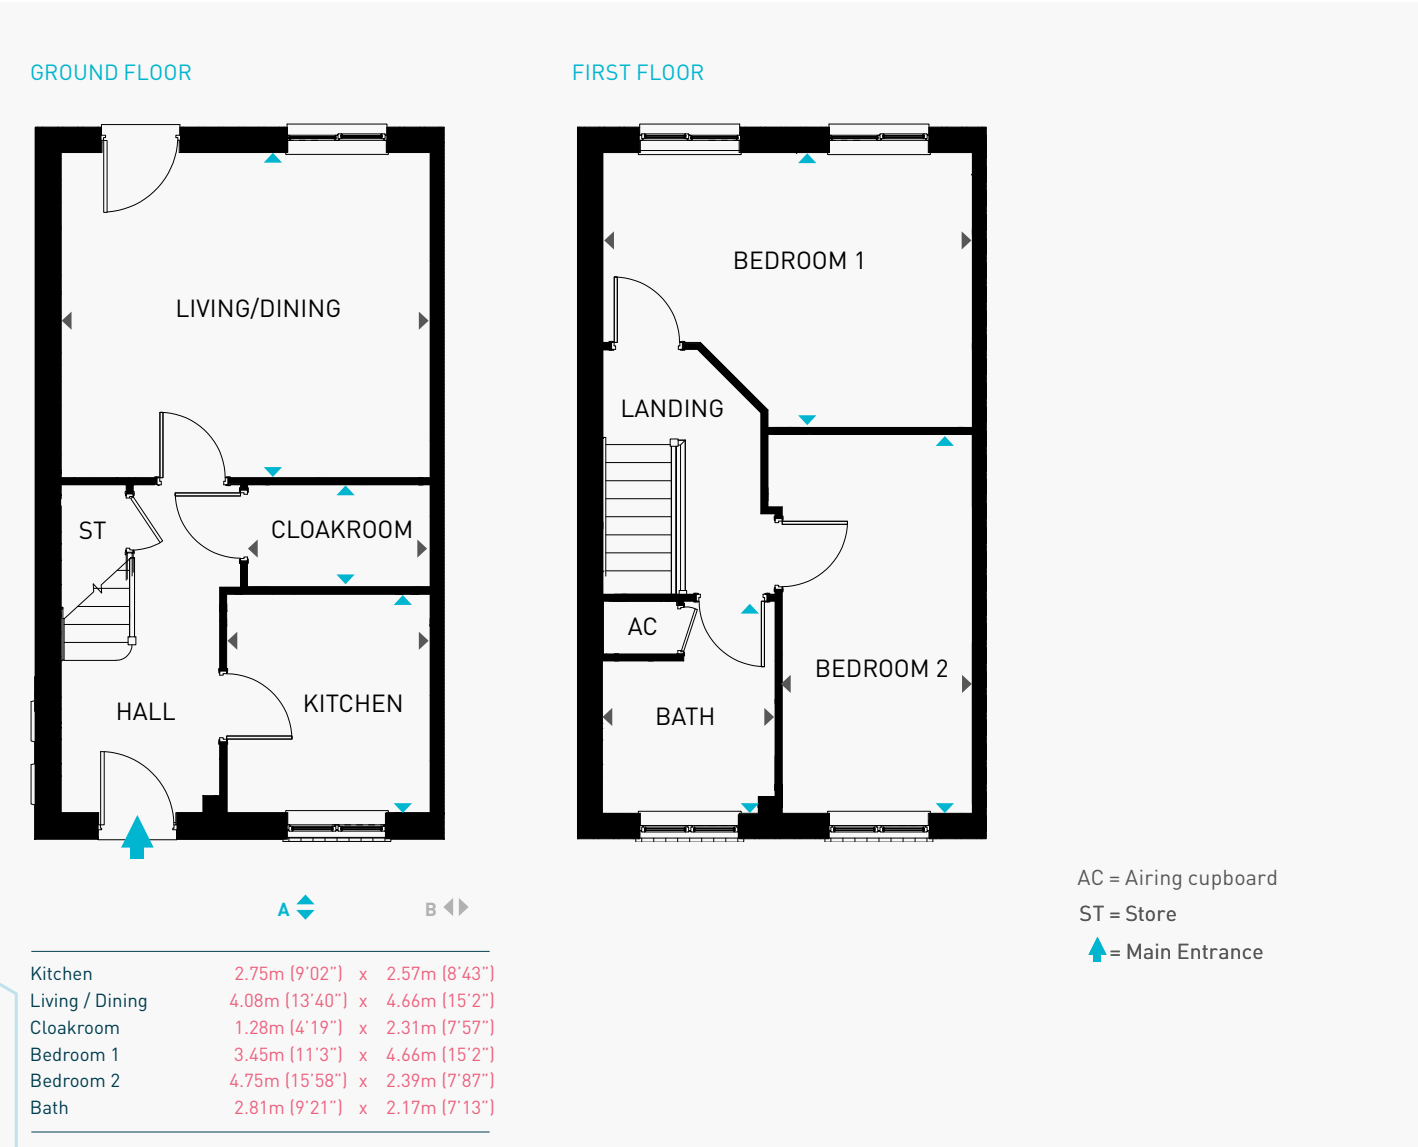 GROUND FLOOR
LIVING/DINING
ST
CLOAKROOM
HALL
KITCHEN
FIRST FLOOR
BEDROOM 1
LANDING
AC
BEDROOM 2
BATH
A B
Kitchen 2.75m (9’02”) x 2.57m (8’43”)
Living / Dining 4.08m (13’40”) x 4.66m (15’2”)
Cloakroom 1.28m (4’19”) x 2.31m (7’57”)
Bedroom 1 3.45m (11’3”) x 4.66m (15’2”)
Bedroom 2 4.75m (15’58”) x 2.39m (7’87”)
Bath 2.81m (9’21”) x 2.17m (7’13”)
AC = Airing cupboard
ST = Store
= Main Entrance